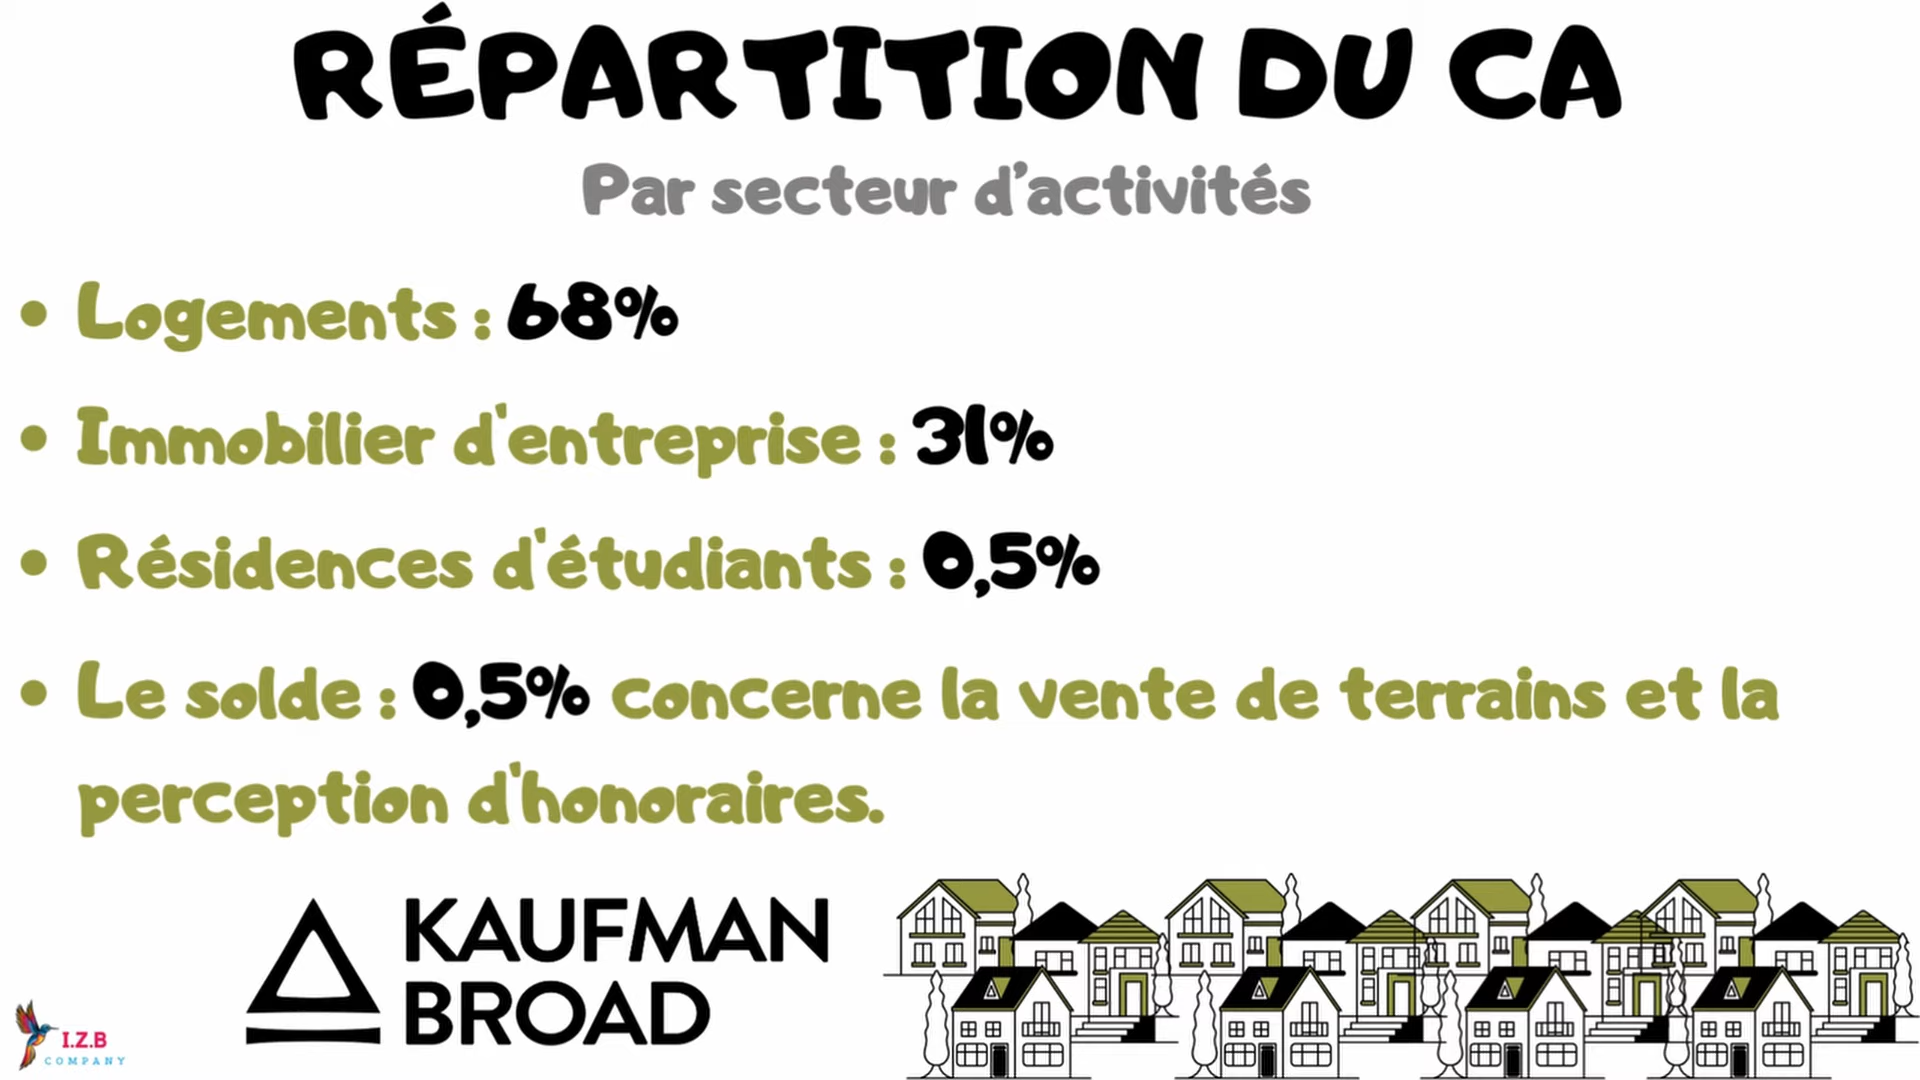 RÉPARTITION DU CA
Par secteur d’activités
• Logements : 68%
• Immobilier d'entreprise : 31%
• Résidences d'étudiants : 0,5%
• Le solde : 0,5% concerne la vente de terrains et la
perception d'honoraires.
KAUFMAN
BROAD
I.Z.B
COMPANY